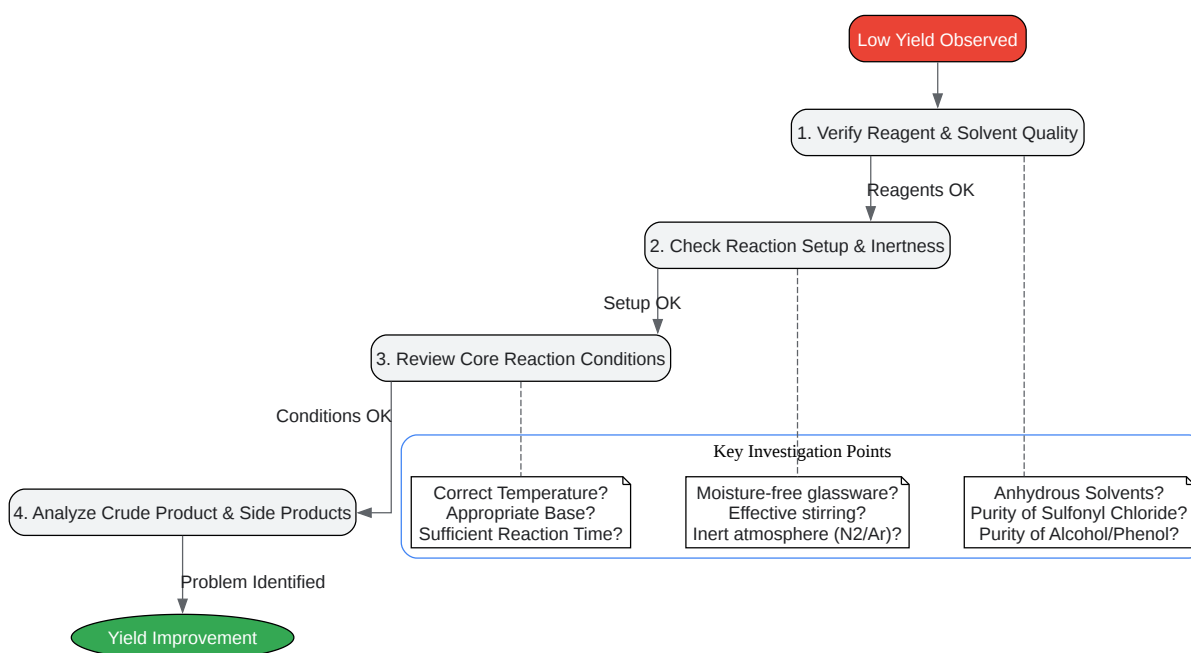 Low Yield Observed
1. Verify Reagent & Solvent Quality
Reagents OK
2. Check Reaction Setup & Inertness
Setup OK
3. Review Core Reaction Conditions
Conditions OK
Key Investigation Points
Correct Temperature?
Appropriate Base?
Sufficient Reaction Time?
Moisture-free glassware?
Effective stirring?
Inert atmosphere (N2/Ar)?
Anhydrous Solvents?
Purity of Sulfonyl Chloride?
Purity of Alcohol/Phenol?
4. Analyze Crude Product & Side Products
Problem Identified
Yield Improvement